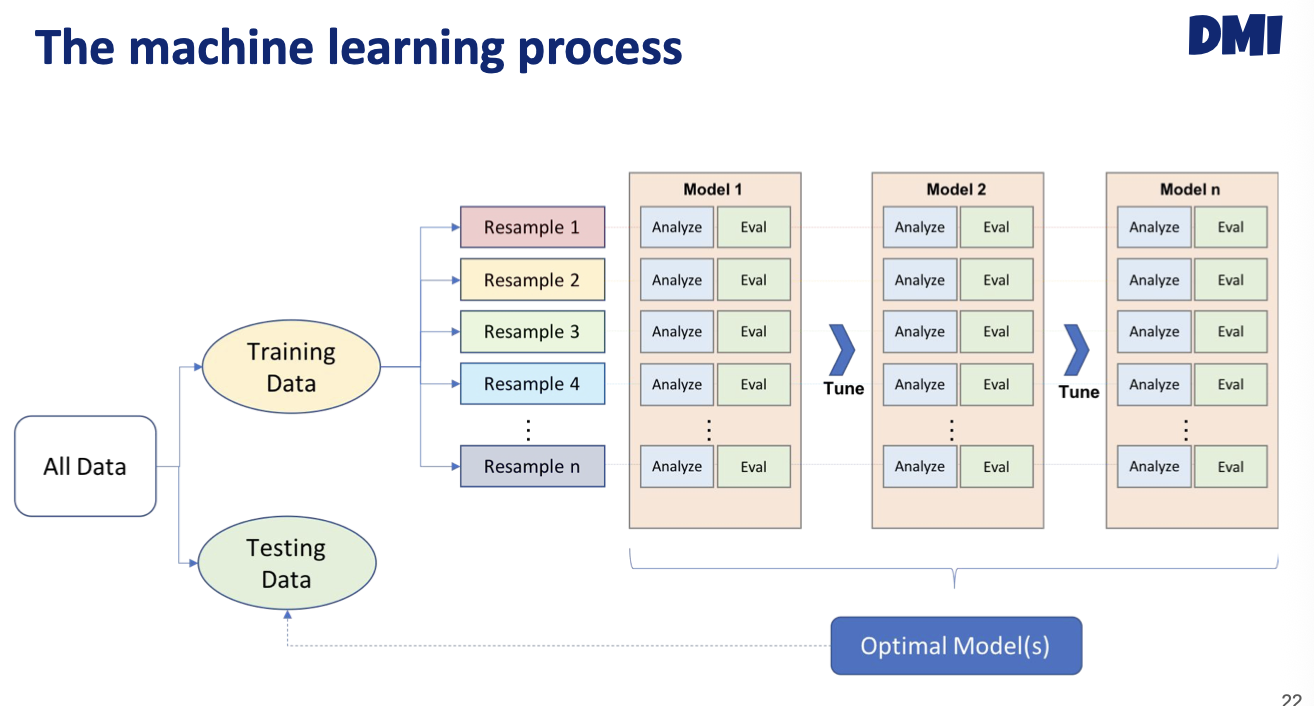 The machine learning process
DMI
Model 1
Model 2
Model n
Resample 1
Analyze
Eval
Analyze
Eval
Analyze
Eval
Resample 2
Analyze
Eval
Analyze
Eval
Analyze
Eval
Resample 3
Analyze
Eval
Analyze
Eval
Analyze
Eval
Training
Data
Resample 4
Analyze
Eval
Tune
Analyze
Eval
Tune
Analyze
Eval
⋮
⋮
⋮
⋮
Resample n
Analyze
Eval
Analyze
Eval
Analyze
Eval
All Data
Testing
Data
Optimal Model(s)
22